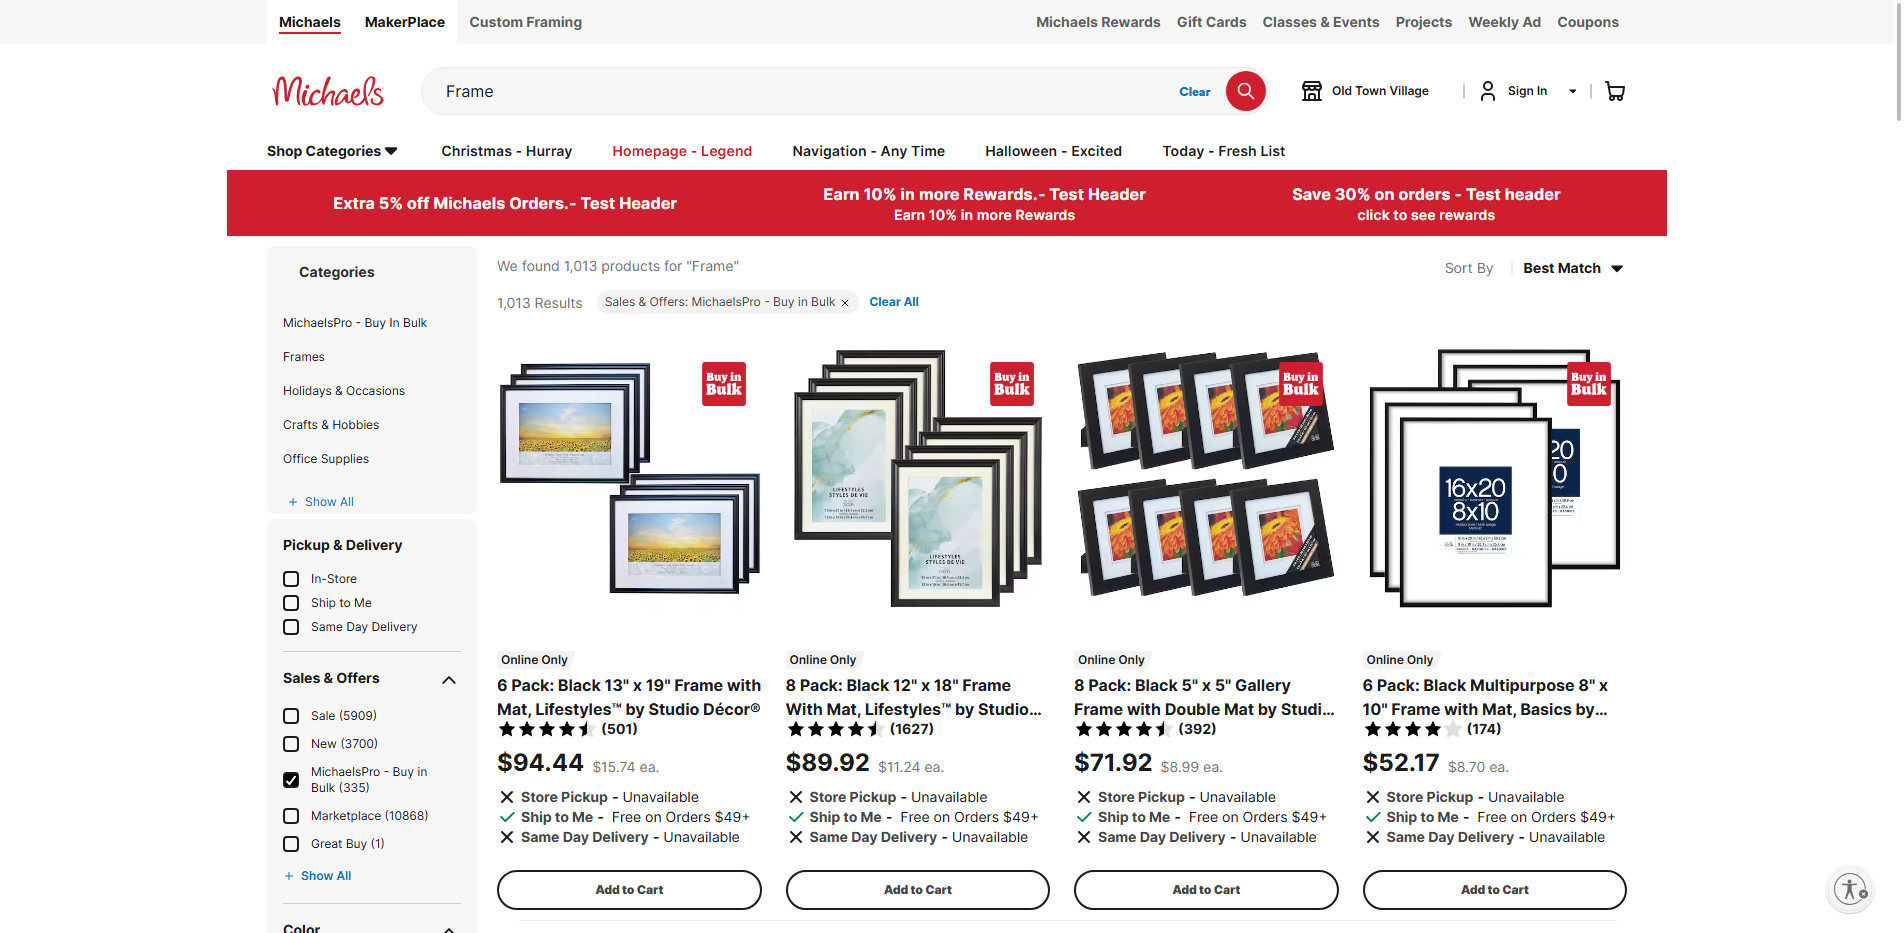 Michaels
MakerPlace
Custom Framing
Michaels Rewards
Gift Cards
Classes & Events
Projects
Weekly Ad
Coupons
Michaels
Frame
Clear
Old Town Village
Sign In
Shop Categories
Christmas - Hurray
Homepage - Legend
Navigation - Any Time
Halloween - Excited
Today - Fresh List
Extra 5% off Michaels Orders.- Test Header
Earn 10% in more Rewards.- Test Header
Earn 10% in more Rewards
Save 30% on orders - Test header
click to see rewards
Categories
MichaelsPro - Buy In Bulk
Frames
Holidays & Occasions
Crafts & Hobbies
Office Supplies
+ Show All
Pickup & Delivery
In-Store
Ship to Me
Same Day Delivery
Sales & Offers
Sale (5909)
New (3700)
MichaelsPro - Buy in
Bulk (335)
Marketplace (10868)
Great Buy (1)
+ Show All
Color
We found 1,013 products for "Frame"
Sort By
Best Match
1,013 Results
Sales & Offers: MichaelsPro - Buy in Bulk
Clear All
Buy in
Bulk
Online Only
6 Pack: Black 13" x 19" Frame with
Mat, Lifestyles™ by Studio Décor®
(501)
$94.44 $15.74 ea.
Store Pickup - Unavailable
Ship to Me - Free on Orders $49+
Same Day Delivery - Unavailable
Add to Cart
Buy in
Bulk
LIFESTYLES
STYLES DE VIE
LIFESTYLES
STYLES DE VIE
Online Only
8 Pack: Black 12" x 18" Frame
With Mat, Lifestyles™ by Studio...
(1627)
$89.92 $11.24 ea.
Store Pickup - Unavailable
Ship to Me - Free on Orders $49+
Same Day Delivery - Unavailable
Add to Cart
Buy in
Bulk
Online Only
8 Pack: Black 5" x 5" Gallery
Frame with Double Mat by Studi...
(392)
$71.92 $8.99 ea.
Store Pickup - Unavailable
Ship to Me - Free on Orders $49+
Same Day Delivery - Unavailable
Add to Cart
Buy in
Bulk
16x20
8x10
Online Only
6 Pack: Black Multipurpose 8" x
10" Frame with Mat, Basics by...
(174)
$52.17 $8.70 ea.
Store Pickup - Unavailable
Ship to Me - Free on Orders $49+
Same Day Delivery - Unavailable
Add to Cart